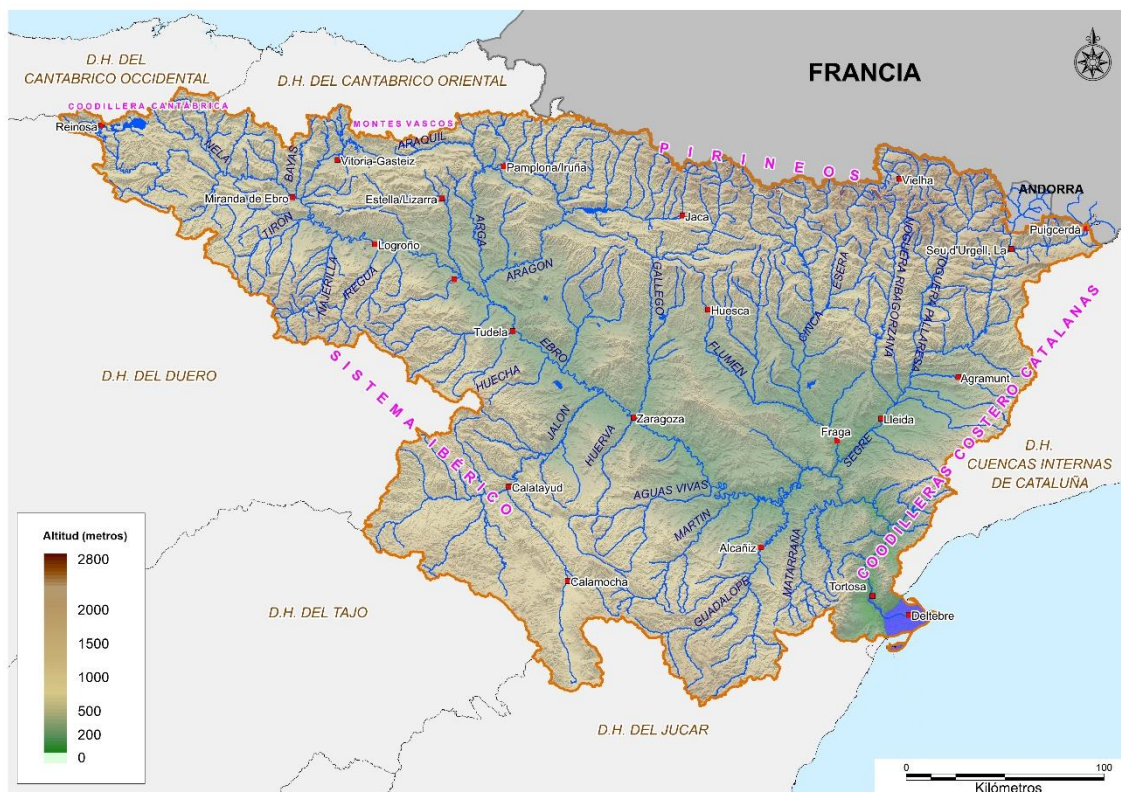 D.H. DEL
CANTABRICO OCCIDENTAL
D.H. DEL CANTABRICO ORIENTAL
FRANCIA
COODILLERA CANTABRICA
Reinosa
MONTES VASCOS
NELA
BAYAS
Vitoria-Gasteiz
ARAQUIL
Pamplona/Iruña
PIRINEOS
Vielha
ANDORRA
Puigcerdá
Miranda de Ebro
Estella/Lizarra
Jaca
Seu d'Urgell, La
TIRON
Logroño
ARGA
ARAGON
NAJERILLA
IREGUA
GALLEGO
Huesca
CINCA
ESERA
NOGUERA RIBAGORZANA
NOGUERA PALLARESA
Tudela
EBRO
FLUMEN
D.H. DEL DUERO
SISTEMA IBÉRICO
HUECHA
Agramunt
Zaragoza
JALON
HUERVA
Lleida
Fraga
SEGRE
COODILLERAS COSTERO CATALANAS
D.H.
CUENCAS INTERNAS
DE CATALUÑA
Calatayud
AGUAS VIVAS
MARTIN
Alcañiz
MATARRAÑA
GUADALOPE
Calamocha
Tortosa
Deltebre
D.H. DEL TAJO
D.H. DEL JUCAR
Altitud (metros)
2800
2000
1500
1000
500
200
0
0 100
Kilómetros